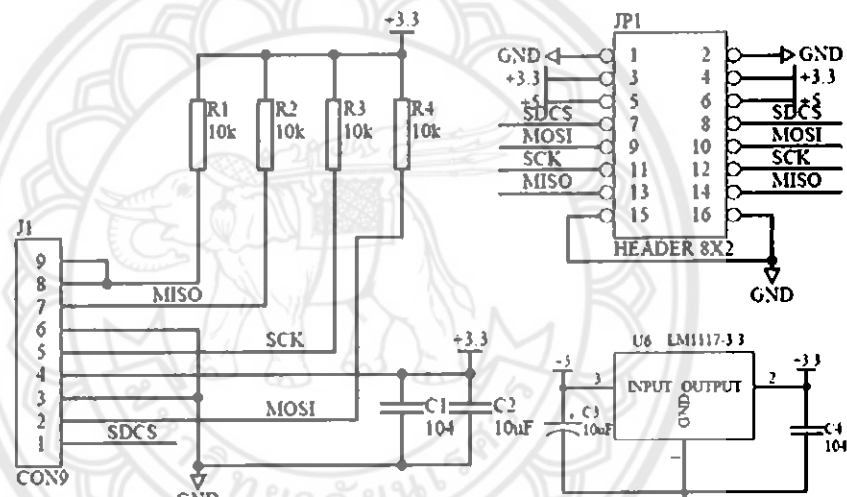 +3.3
R1
10k
R2
10k
R3
10k
R4
10k
J1
9
8
7
6
5
4
3
2
1
CON9
MISO
SCK
MOSI
SDCS
+3.3
C1
104
C2
10uF
GND
JP1
GND 1 2 GND
+3.3 3 4 +3.3
+5 5 6 +5
SDCS 7 8 SDCS
MOSI 9 10 MOSI
SCK 11 12 SCK
MISO 13 14 MISO
15 16
HEADER 8X2
GND
U6 LM1117-3.3
3 INPUT OUTPUT 2
GND
1
C3
10uF
+3.3
C4
104